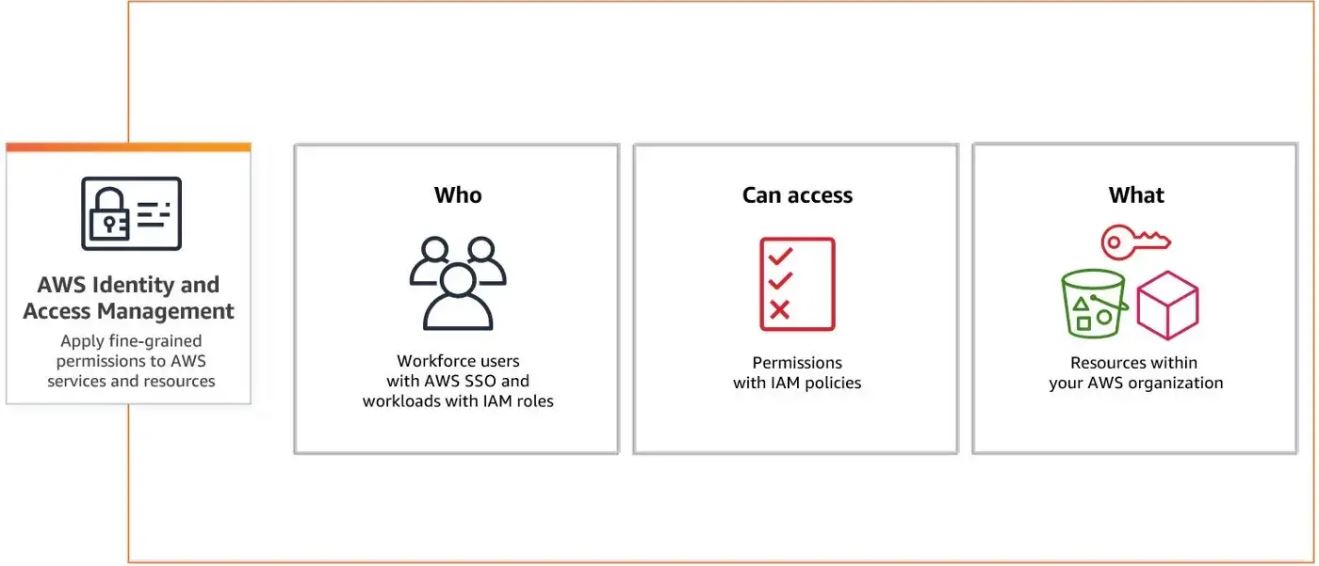 AWS Identity and
Access Management
Apply fine-grained
permissions to AWS
services and resources
Who
Workforce users
with AWS SSO and
workloads with IAM roles
Can access
Permissions
with IAM policies
What
Resources within
your AWS organization